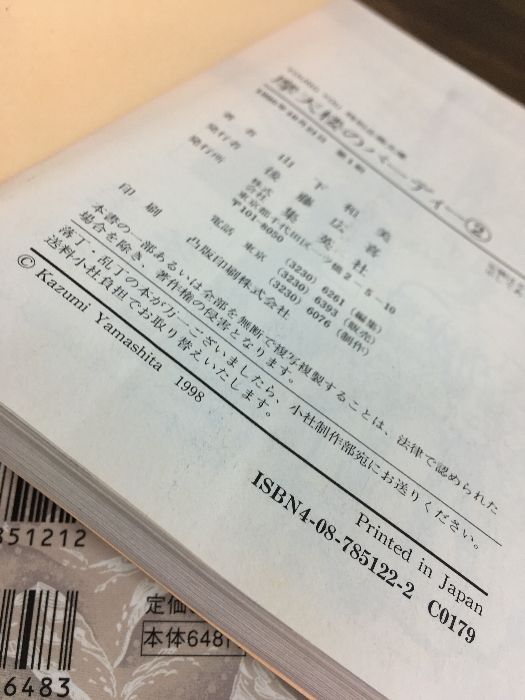 摩天楼のバーディー②
著者 山下和美
発行者 後藤広喜
発行所 株式会社 集英社
〒101-8050
東京都千代田区一ツ橋2-5-10
電話 東京 (3230) 6261 (編集)
(3230) 6393 (販売)
(3230) 6076 (制作)
印刷 凸版印刷株式会社
本書の一部あるいは全部を無断で複写複製することは、法律で認められた
場合を除き、著作権の侵害となります。
落丁・乱丁の本が万一ございましたら、小社制作部宛にお送りください。
送料小社負担でお取り替えいたします。
© Kazumi Yamashita 1998
Printed in Japan
ISBN4-08-785122-2 C0179
851212
定価
本体648
6483